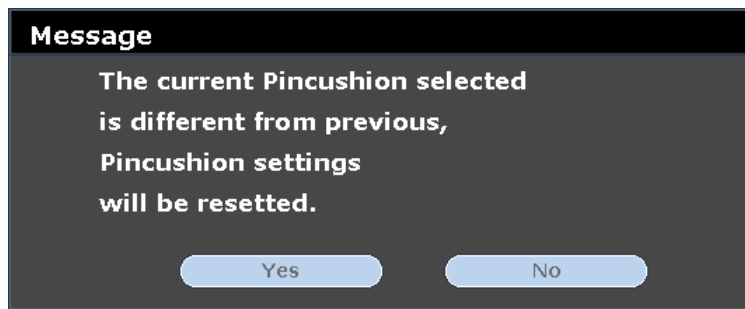 Message
The current Pincushion selected
is different from previous,
Pincushion settings
will be resetted.
Yes No